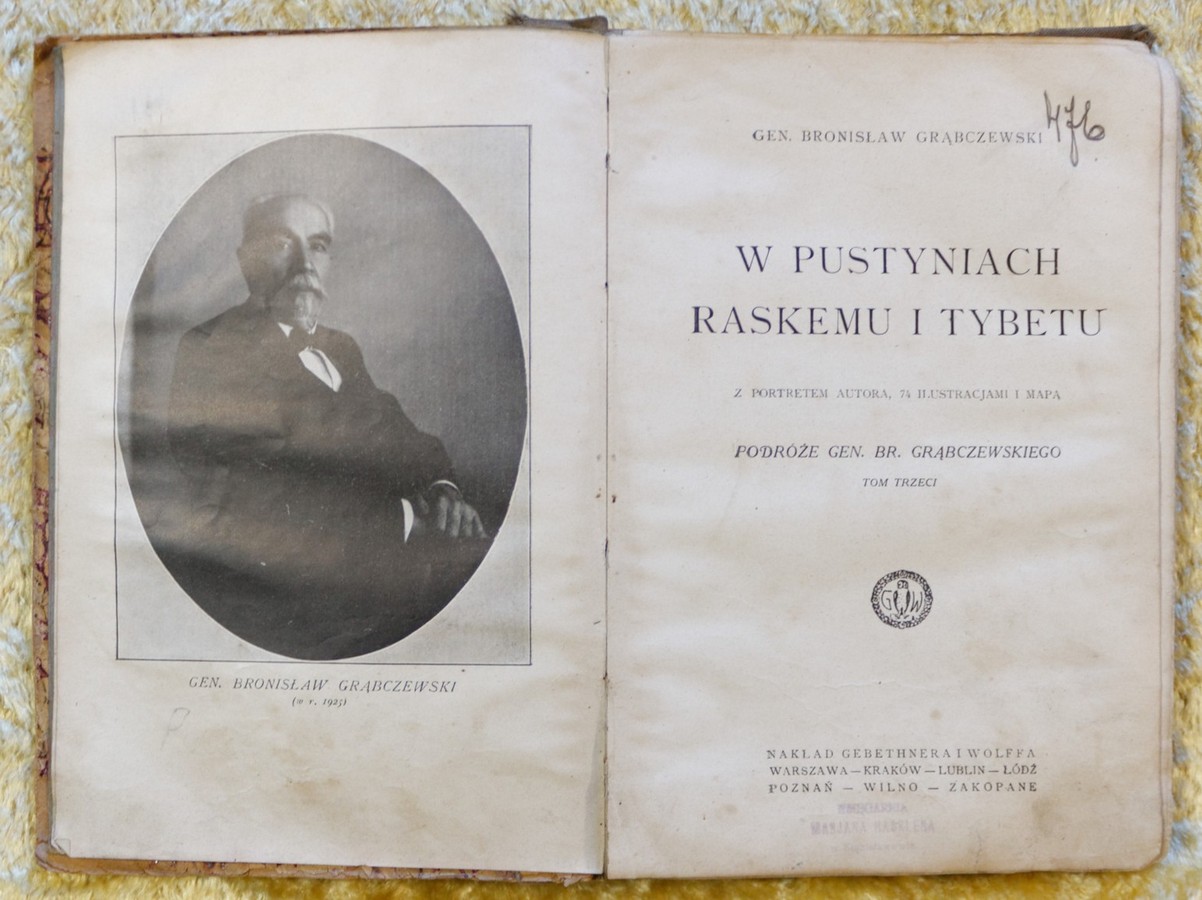 GEN. BRONISŁAW GRĄBCZEWSKI
(w r. 1925)
P
GEN. BRONISŁAW GRĄBCZEWSKI
476
W PUSTYNIACH
RASKEMU I TYBETU
Z PORTRETEM AUTORA, 74 ILUSTRACJAMI I MAPĄ
PODRÓŻE GEN. BR. GRĄBCZEWSKIEGO
TOM TRZECI
G W
NAKŁAD GEBETHNERA I WOLFFA
WARSZAWA — KRAKÓW — LUBLIN — ŁÓDŹ
POZNAŃ — WILNO — ZAKOPANE